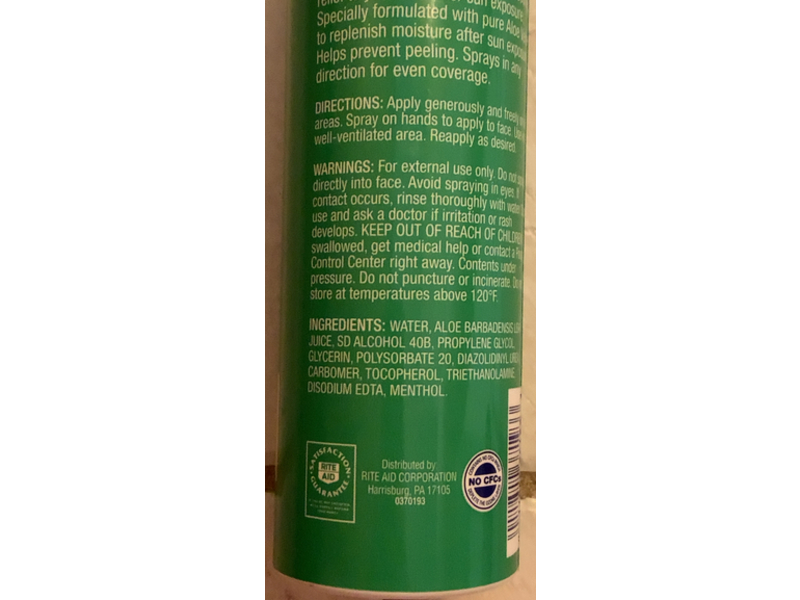 sun exposure.
Specially formulated with pure Aloe
to replenish moisture after sun
Helps prevent peeling. Sprays in any
direction for even coverage.
DIRECTIONS: Apply generously and freely
areas. Spray on hands to apply to face.
well-ventilated area. Reapply as desired.
WARNINGS: For external use only. Do not
directly into face. Avoid spraying in eyes. If
contact occurs, rinse thoroughly with water.
use and ask a doctor if irritation or rash
develops. KEEP OUT OF REACH OF
swallowed, get medical help or contact a
Control Center right away. Contents under
pressure. Do not puncture or incinerate.
store at temperatures above 120°F.
INGREDIENTS: WATER, ALOE BARBADENSIS
JUICE, SD ALCOHOL 40B, PROPYLENE GLYCOL,
GLYCERIN, POLYSORBATE 20, DIAZOLIDINYL
CARBOMER, TOCOPHEROL, TRIETHANOLAMINE,
DISODIUM EDTA, MENTHOL.
SATISFACTION
RITE
AID
GUARANTEE
Distributed by:
RITE AID CORPORATION
Harrisburg, PA 17105
0370193
NO CFCs